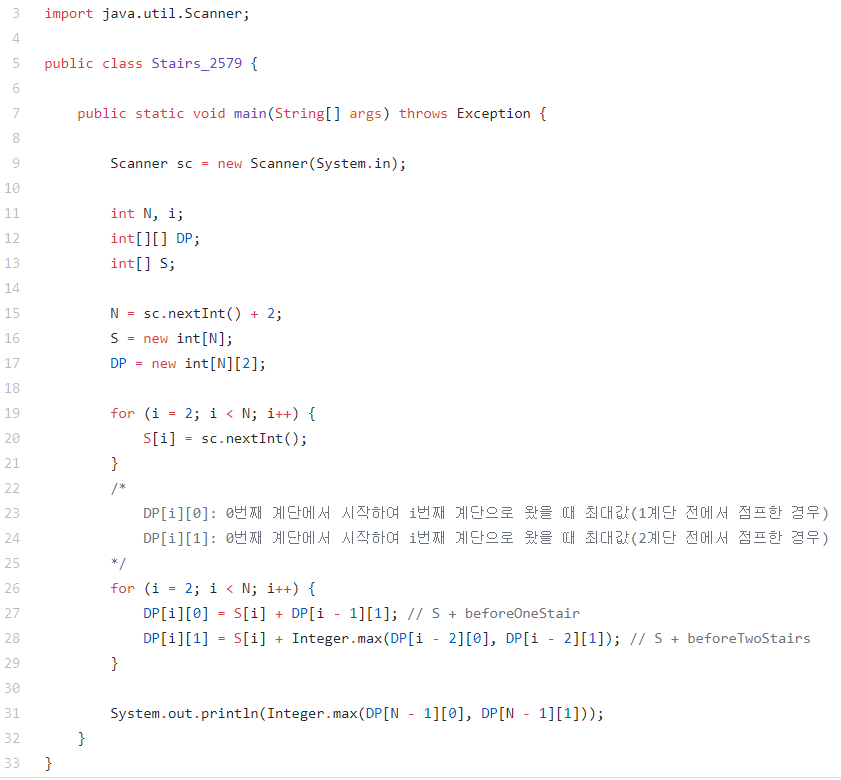 3 import java.util.Scanner;
4
5 public class Stairs_2579 {
6
7 public static void main(String[] args) throws Exception {
8
9 Scanner sc = new Scanner(System.in);
10
11 int N, i;
12 int[][] DP;
13 int[] S;
14
15 N = sc.nextInt() + 2;
16 S = new int[N];
17 DP = new int[N][2];
18
19 for (i = 2; i < N; i++) {
20 S[i] = sc.nextInt();
21 }
22 /*
23 DP[i][0]: 0번째 계단에서 시작하여 i번째 계단으로 왔을 때 최대값(1계단 전에서 점프한 경우)
24 DP[i][1]: 0번째 계단에서 시작하여 i번째 계단으로 왔을 때 최대값(2계단 전에서 점프한 경우)
25 */
26 for (i = 2; i < N; i++) {
27 DP[i][0] = S[i] + DP[i - 1][1]; // S + beforeOneStair
28 DP[i][1] = S[i] + Integer.max(DP[i - 2][0], DP[i - 2][1]); // S + beforeTwoStairs
29 }
30
31 System.out.println(Integer.max(DP[N - 1][0], DP[N - 1][1]));
32 }
33 }